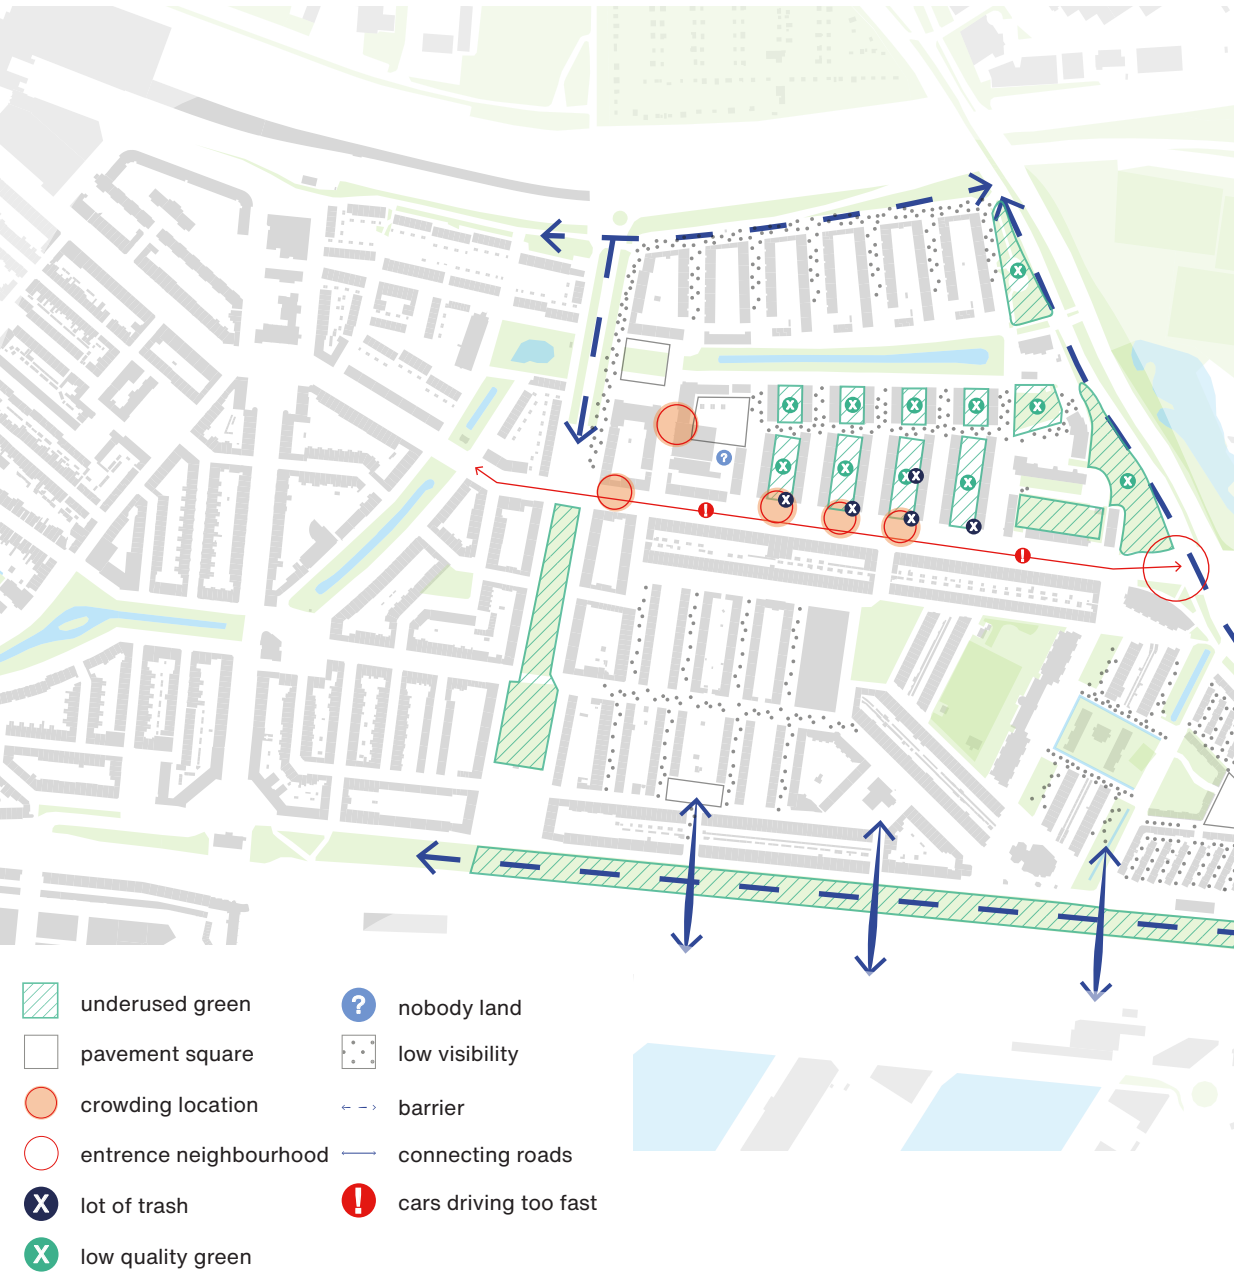 underused green
pavement square
crowding location
entrence neighbourhood
X lot of trash
X low quality green
? nobody land
low visibility
barrier
connecting roads
! cars driving too fast